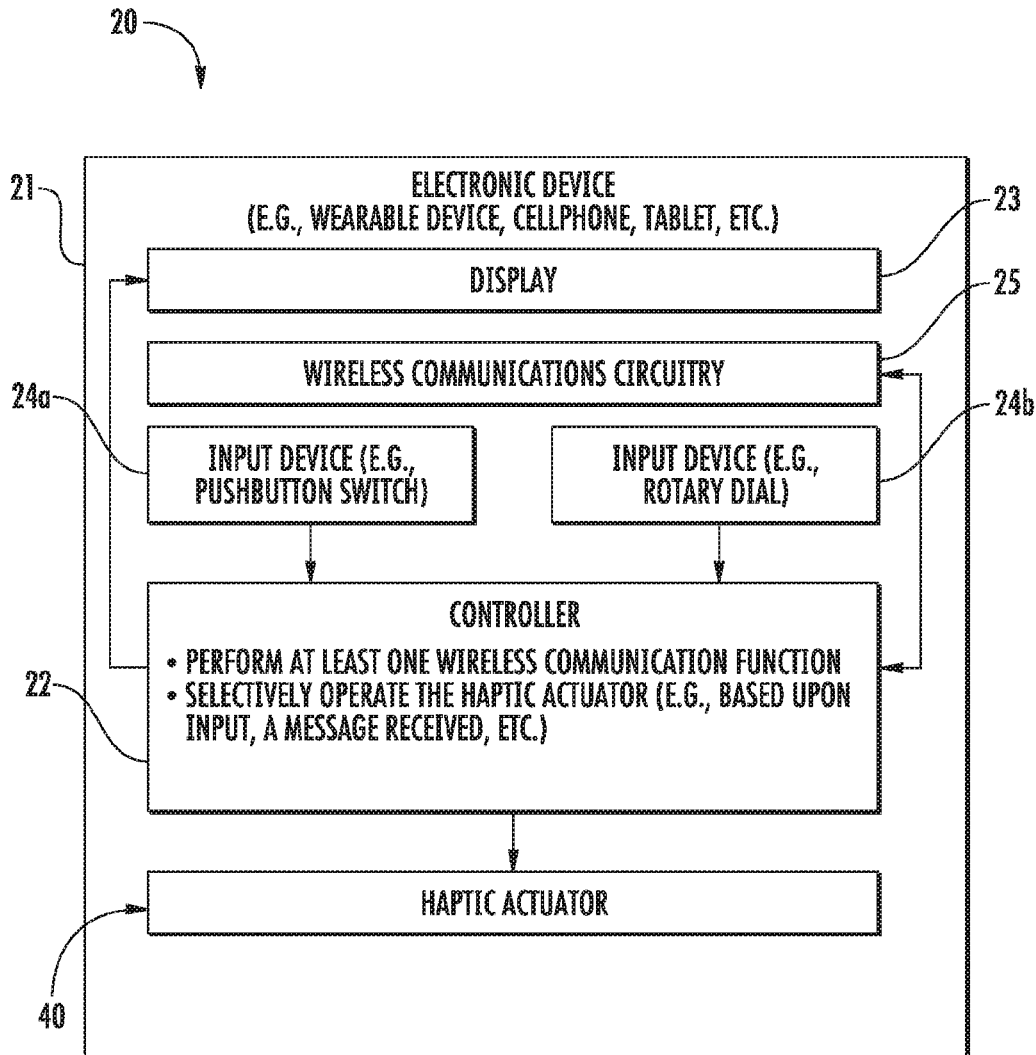 20
21
ELECTRONIC DEVICE
(E.G., WEARABLE DEVICE, CELLPHONE, TABLET, ETC.)
23
DISPLAY
25
WIRELESS COMMUNICATIONS CIRCUITRY
24a
24b
INPUT DEVICE (E.G.,
PUSHBUTTON SWITCH)
INPUT DEVICE (E.G.,
ROTARY DIAL)
CONTROLLER
• PERFORM AT LEAST ONE WIRELESS COMMUNICATION FUNCTION
• SELECTIVELY OPERATE THE HAPTIC ACTUATOR (E.G., BASED UPON
INPUT, A MESSAGE RECEIVED, ETC.)
22
HAPTIC ACTUATOR
40